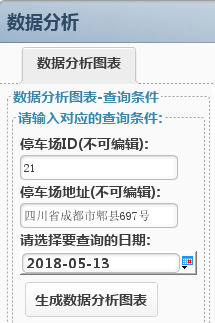 数据分析
数据分析图表
数据分析图表-查询条件
请输入对应的查询条件:
停车场ID(不可编辑):
21
停车场地址(不可编辑):
四川省成都市郫县697号
请选择要查询的日期:
2018-05-13
生成数据分析图表